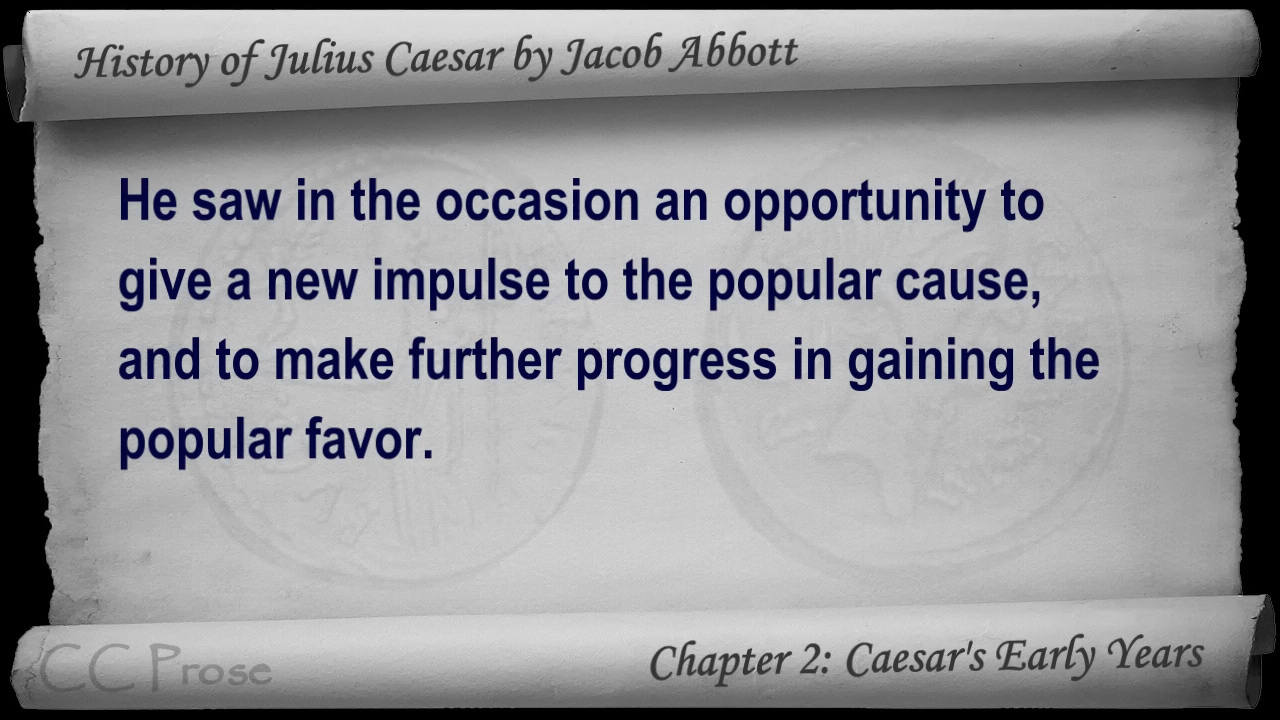 History of Julius Caesar by Jacob Abbott
He saw in the occasion an opportunity to
give a new impulse to the popular cause,
and to make further progress in gaining the
popular favor.
CC Prose
Chapter 2: Caesar's Early Years